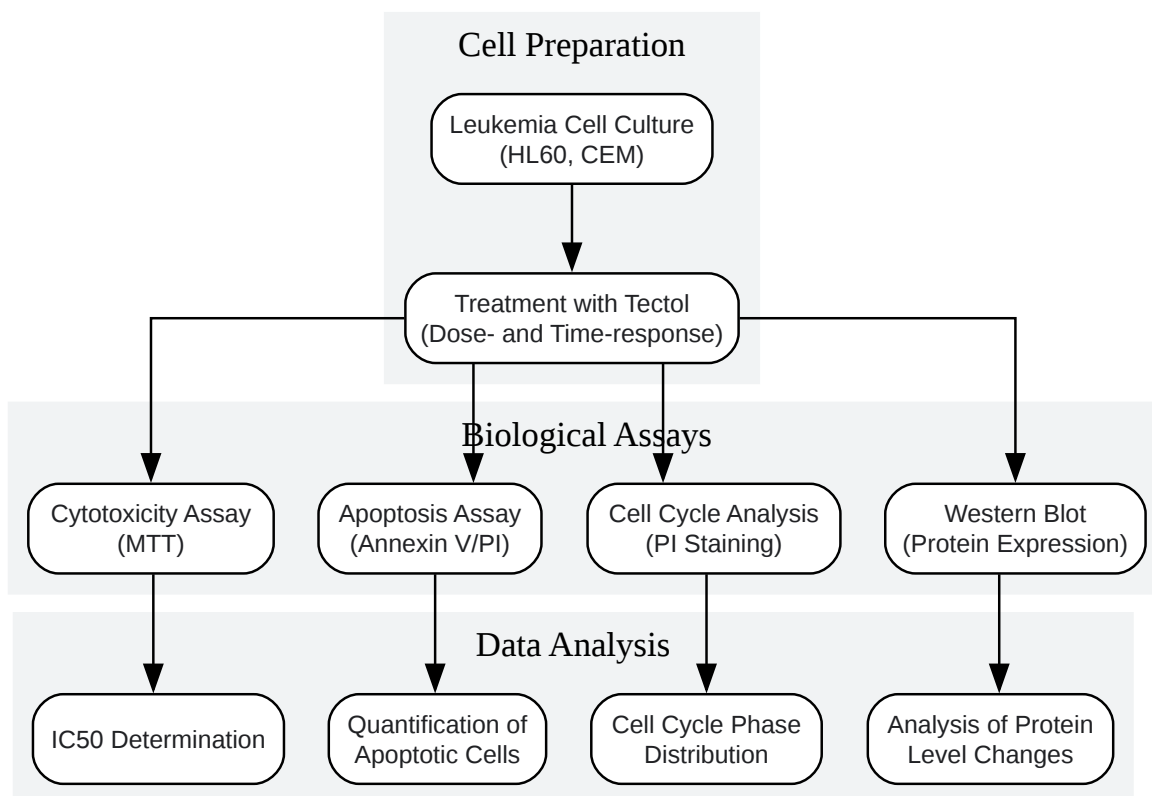 Cell Preparation
Leukemia Cell Culture
(HL60, CEM)
Treatment with Tectol
(Dose- and Time-response)
Biological Assays
Cytotoxicity Assay
(MTT)
Apoptosis Assay
(Annexin V/PI)
Cell Cycle Analysis
(PI Staining)
Western Blot
(Protein Expression)
Data Analysis
IC50 Determination
Quantification of
Apoptotic Cells
Cell Cycle Phase
Distribution
Analysis of Protein
Level Changes